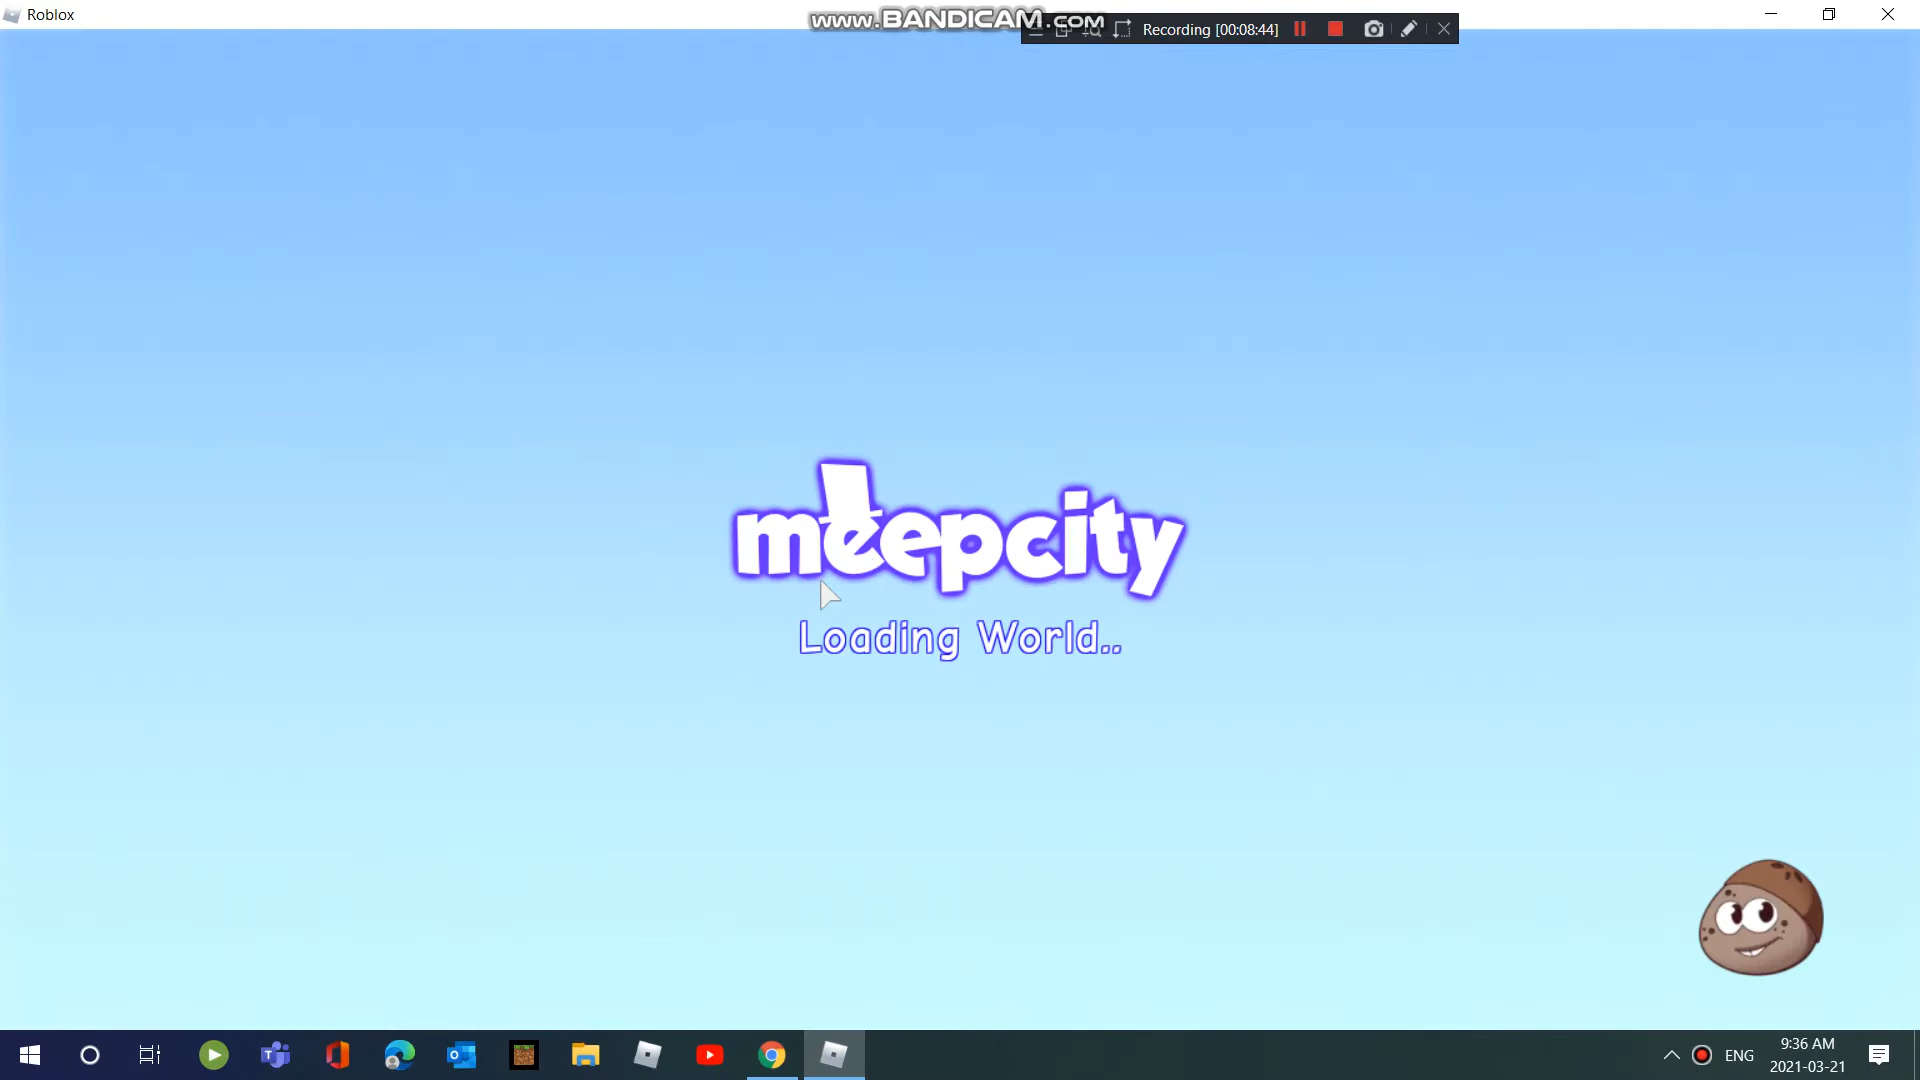 Roblox
www.BANDICAM.com
Recording [00:08:44]
meepcity
Loading World..
ENG
9:36 AM
2021-03-21